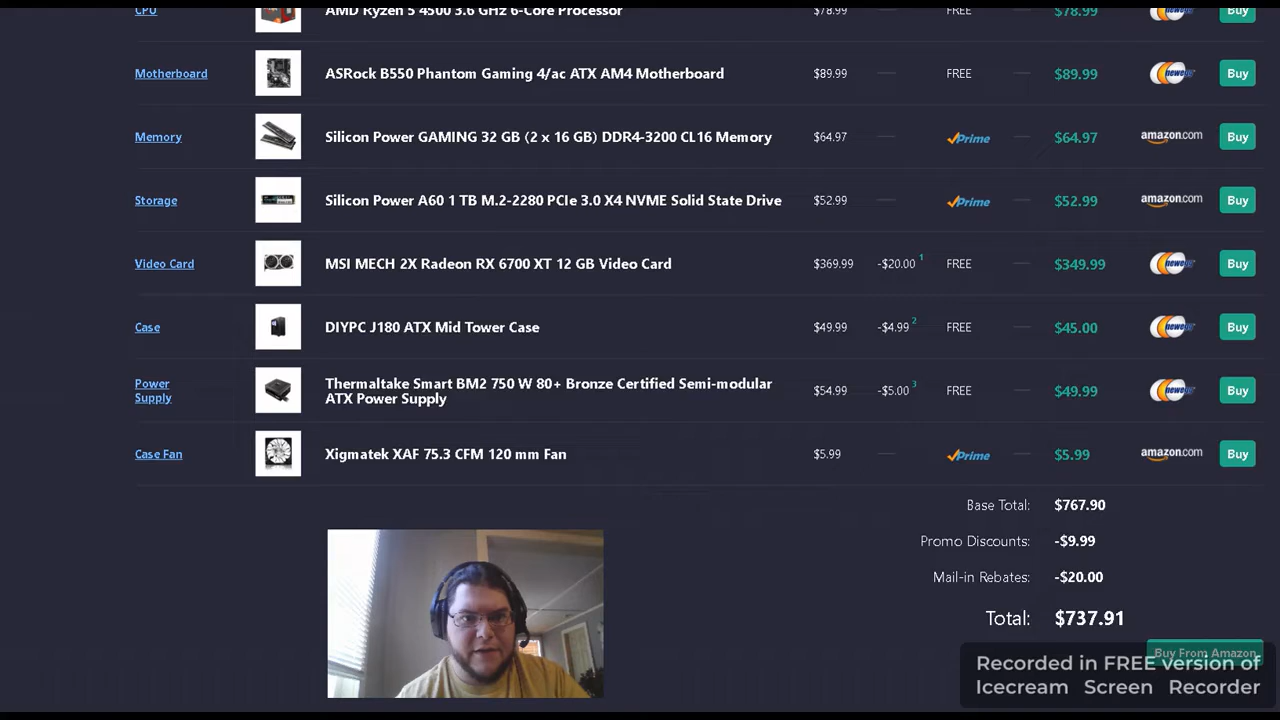 CPU AMD Ryzen 5 4500 3.6 GHz 6-Core Processor $78.99 FREE $78.99 newegg Buy
Motherboard ASRock B550 Phantom Gaming 4/ac ATX AM4 Motherboard $89.99 — FREE — $89.99 newegg Buy
Memory Silicon Power GAMING 32 GB (2 x 16 GB) DDR4-3200 CL16 Memory $64.97 — Prime — $64.97 amazon.com Buy
Storage Silicon Power A60 1 TB M.2-2280 PCIe 3.0 X4 NVME Solid State Drive $52.99 — Prime — $52.99 amazon.com Buy
Video Card MSI MECH 2X Radeon RX 6700 XT 12 GB Video Card $369.99 -$20.00 1 FREE — $349.99 newegg Buy
Case DIYPC J180 ATX Mid Tower Case $49.99 -$4.99 2 FREE — $45.00 newegg Buy
Power Supply
Thermaltake Smart BM2 750 W 80+ Bronze Certified Semi-modular
ATX Power Supply
$54.99 -$5.00 3 FREE — $49.99 newegg Buy
Case Fan Xigmatek XAF 75.3 CFM 120 mm Fan $5.99 — Prime — $5.99 amazon.com Buy
Base Total: $767.90
Promo Discounts: -$9.99
Mail-in Rebates: -$20.00
Total: $737.91
Buy From Amazon
Recorded in FREE version of
Icecream Screen Recorder